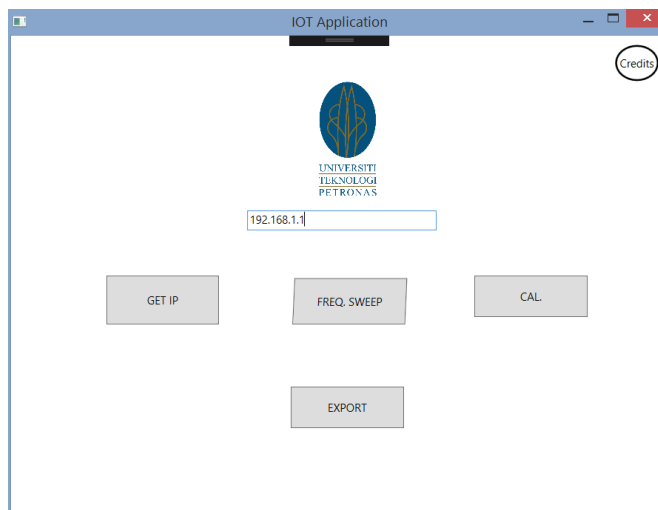 IOT Application
Credits
UNIVERSITI
TEKNOLOGI
PETRONAS
192.168.1.1
GET IP
FREQ. SWEEP
CAL.
EXPORT